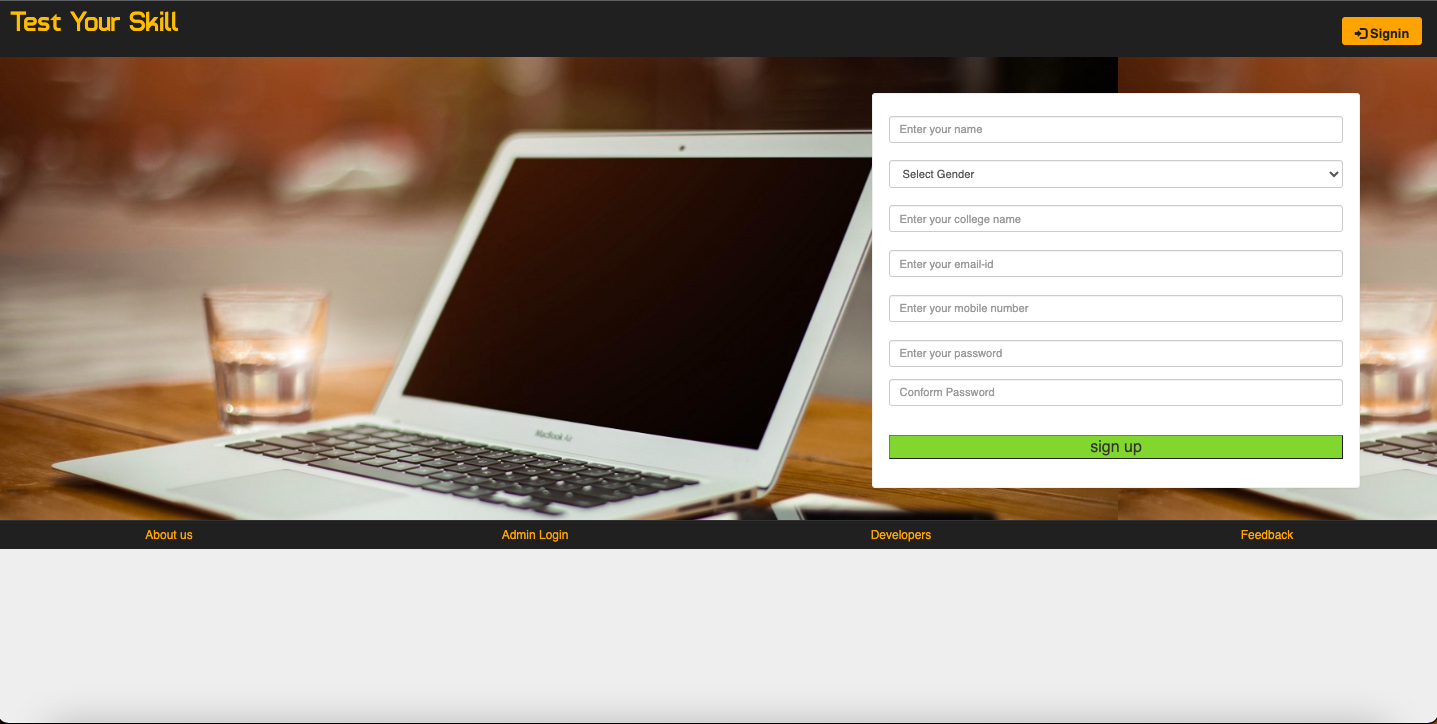 Test Your Skill
Signin
Enter your name
Select Gender
Enter your college name
Enter your email-id
Enter your mobile number
Enter your password
Conform Password
MacBook Air
sign up
About us
Admin Login
Developers
Feedback